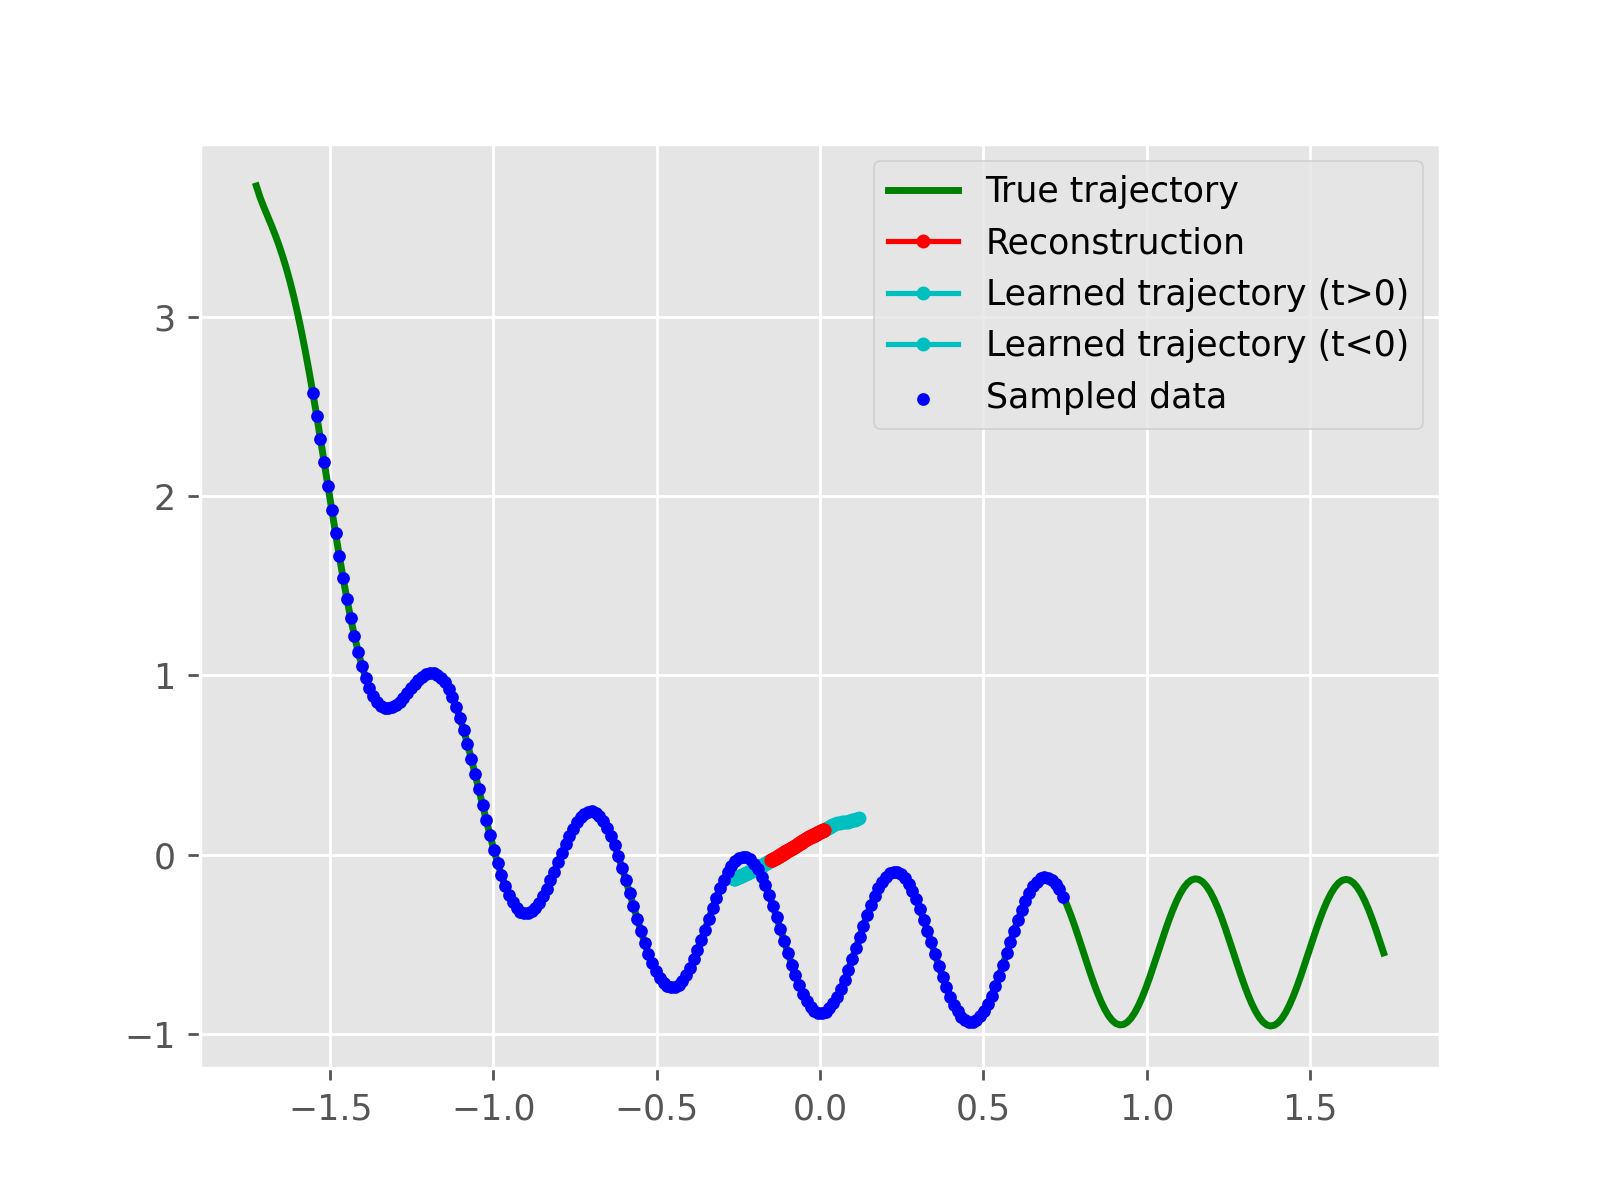 True trajectory
Reconstruction
Learned trajectory (t>0)
Learned trajectory (t<0)
Sampled data
3
2
1
0
−1
−1.5 −1.0 −0.5 0.0 0.5 1.0 1.5